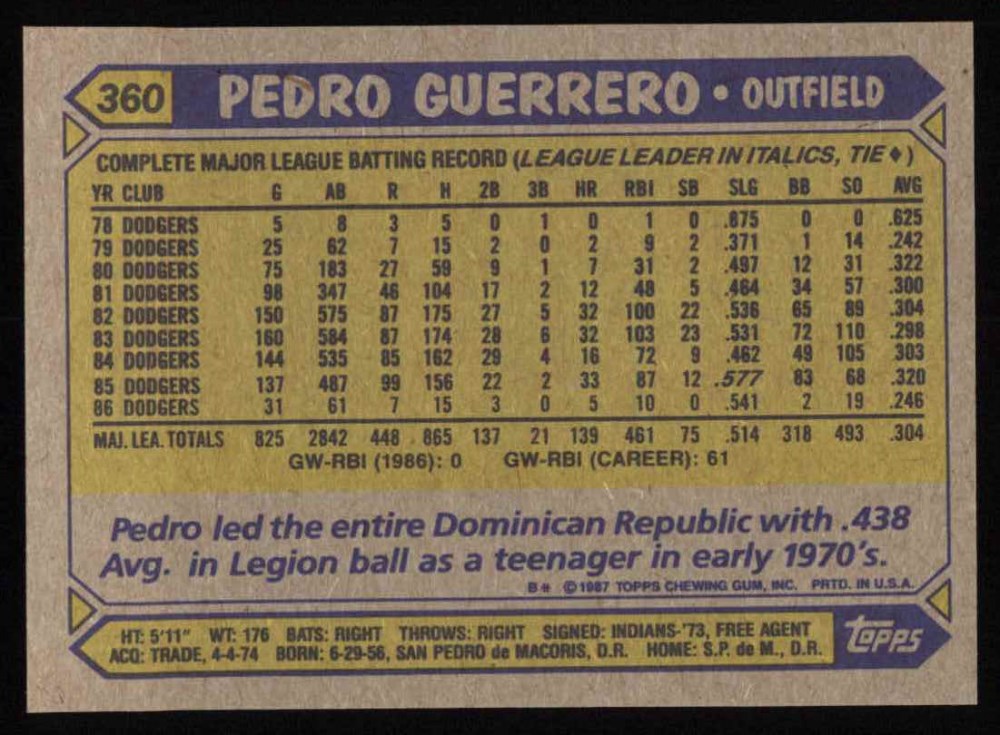 360 PEDRO GUERRERO • OUTFIELD
COMPLETE MAJOR LEAGUE BATTING RECORD (LEAGUE LEADER IN ITALICS, TIE ♦)
YR CLUB G AB R H 2B 3B HR RBI SB SLG BB SO AVG
78 DODGERS 5 8 3 5 0 1 0 1 0 .875 0 0 .625
79 DODGERS 25 62 7 15 2 0 2 9 2 .371 1 14 .242
80 DODGERS 75 183 27 59 9 1 7 31 2 .497 12 31 .322
81 DODGERS 98 347 46 104 17 2 12 48 5 .464 34 57 .300
82 DODGERS 150 575 87 175 27 5 32 100 22 .536 65 89 .304
83 DODGERS 160 584 87 174 28 6 32 103 23 .531 72 110 .298
84 DODGERS 144 535 85 162 29 4 16 72 9 .462 49 105 .303
85 DODGERS 137 487 99 156 22 2 33 87 12 .577 83 68 .320
86 DODGERS 31 61 7 15 3 0 5 10 0 .541 2 19 .246
MAJ. LEA. TOTALS 825 2842 448 865 137 21 139 461 75 .514 318 493 .304
GW-RBI (1986): 0 GW-RBI (CAREER): 61
Pedro led the entire Dominican Republic with .438
Avg. in Legion ball as a teenager in early 1970's.
B* © 1987 TOPPS CHEWING GUM, INC. PRTD. IN U.S.A.
HT: 5'11" WT: 176 BATS: RIGHT THROWS: RIGHT SIGNED: INDIANS-'73, FREE AGENT
ACQ: TRADE, 4-4-74 BORN: 6-29-56, SAN PEDRO de MACORIS, D.R. HOME: S.P. de M., D.R.
topps